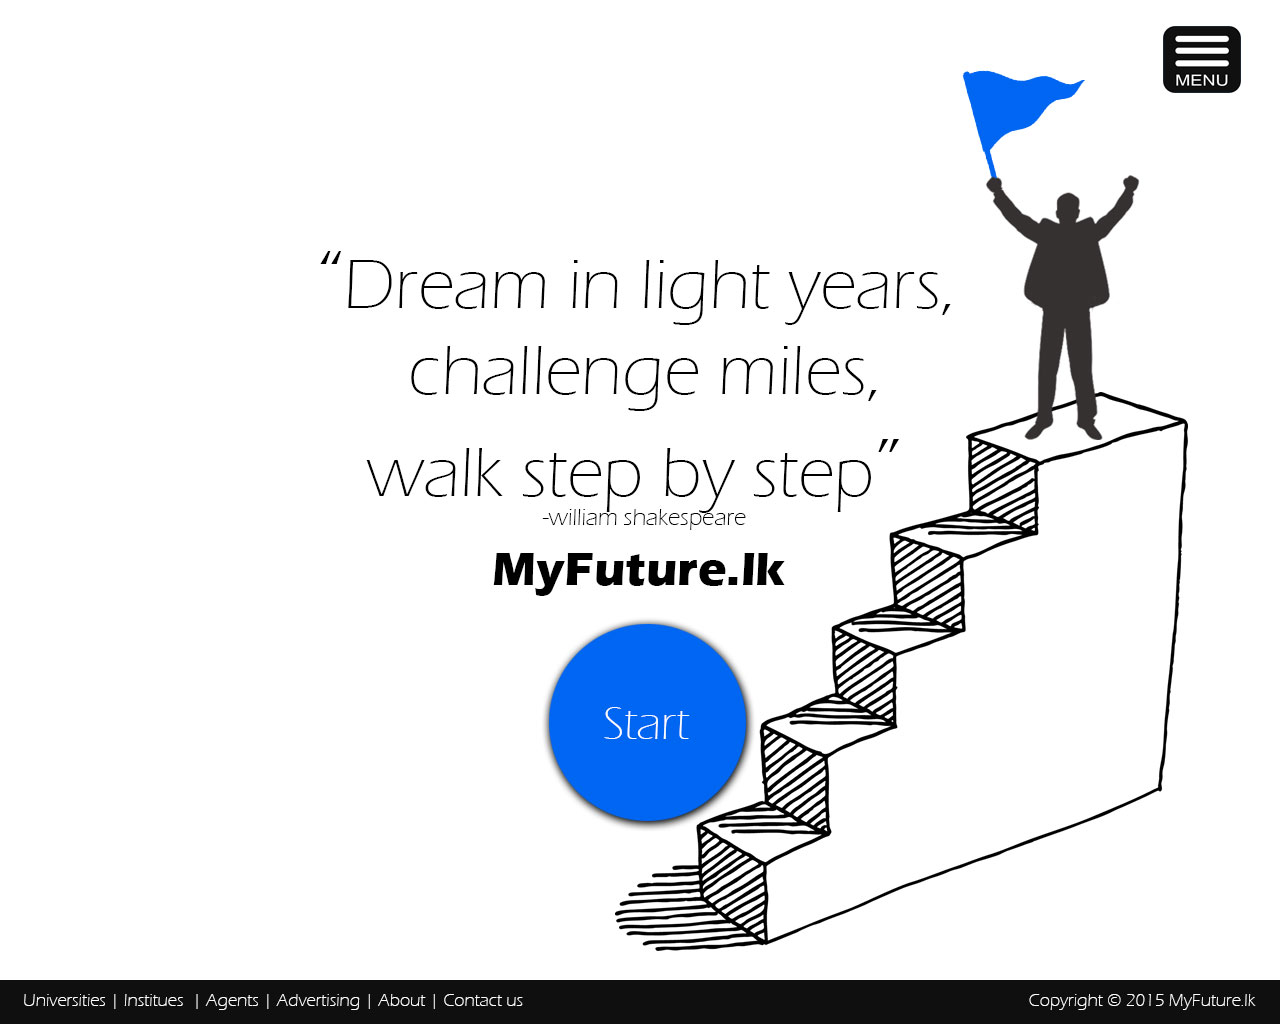 MENU
“Dream in light years,
challenge miles,
walk step by step”
-william shakespeare
MyFuture.lk
Start
Universities | Institues | Agents | Advertising | About | Contact us
Copyright © 2015 MyFuture.lk